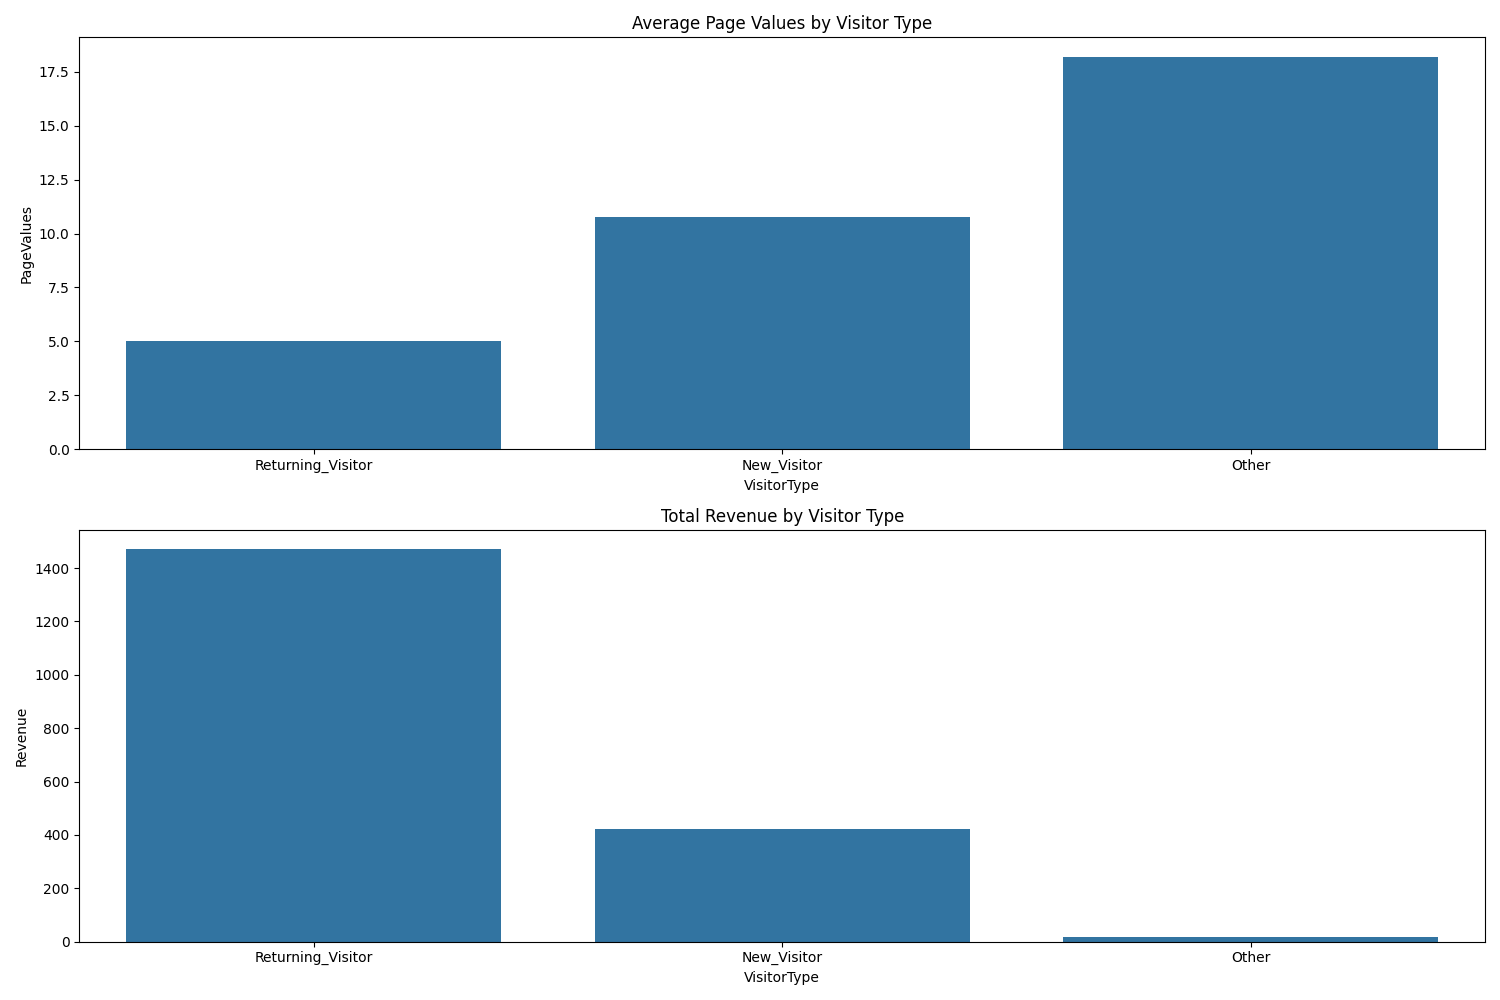 Average Page Values by Visitor Type
17.5
15.0
12.5
10.0
7.5
5.0
2.5
0.0
PageValues
Returning_Visitor New_Visitor Other
VisitorType
Total Revenue by Visitor Type
1400
1200
1000
800
600
400
200
0
Revenue
Returning_Visitor New_Visitor Other
VisitorType